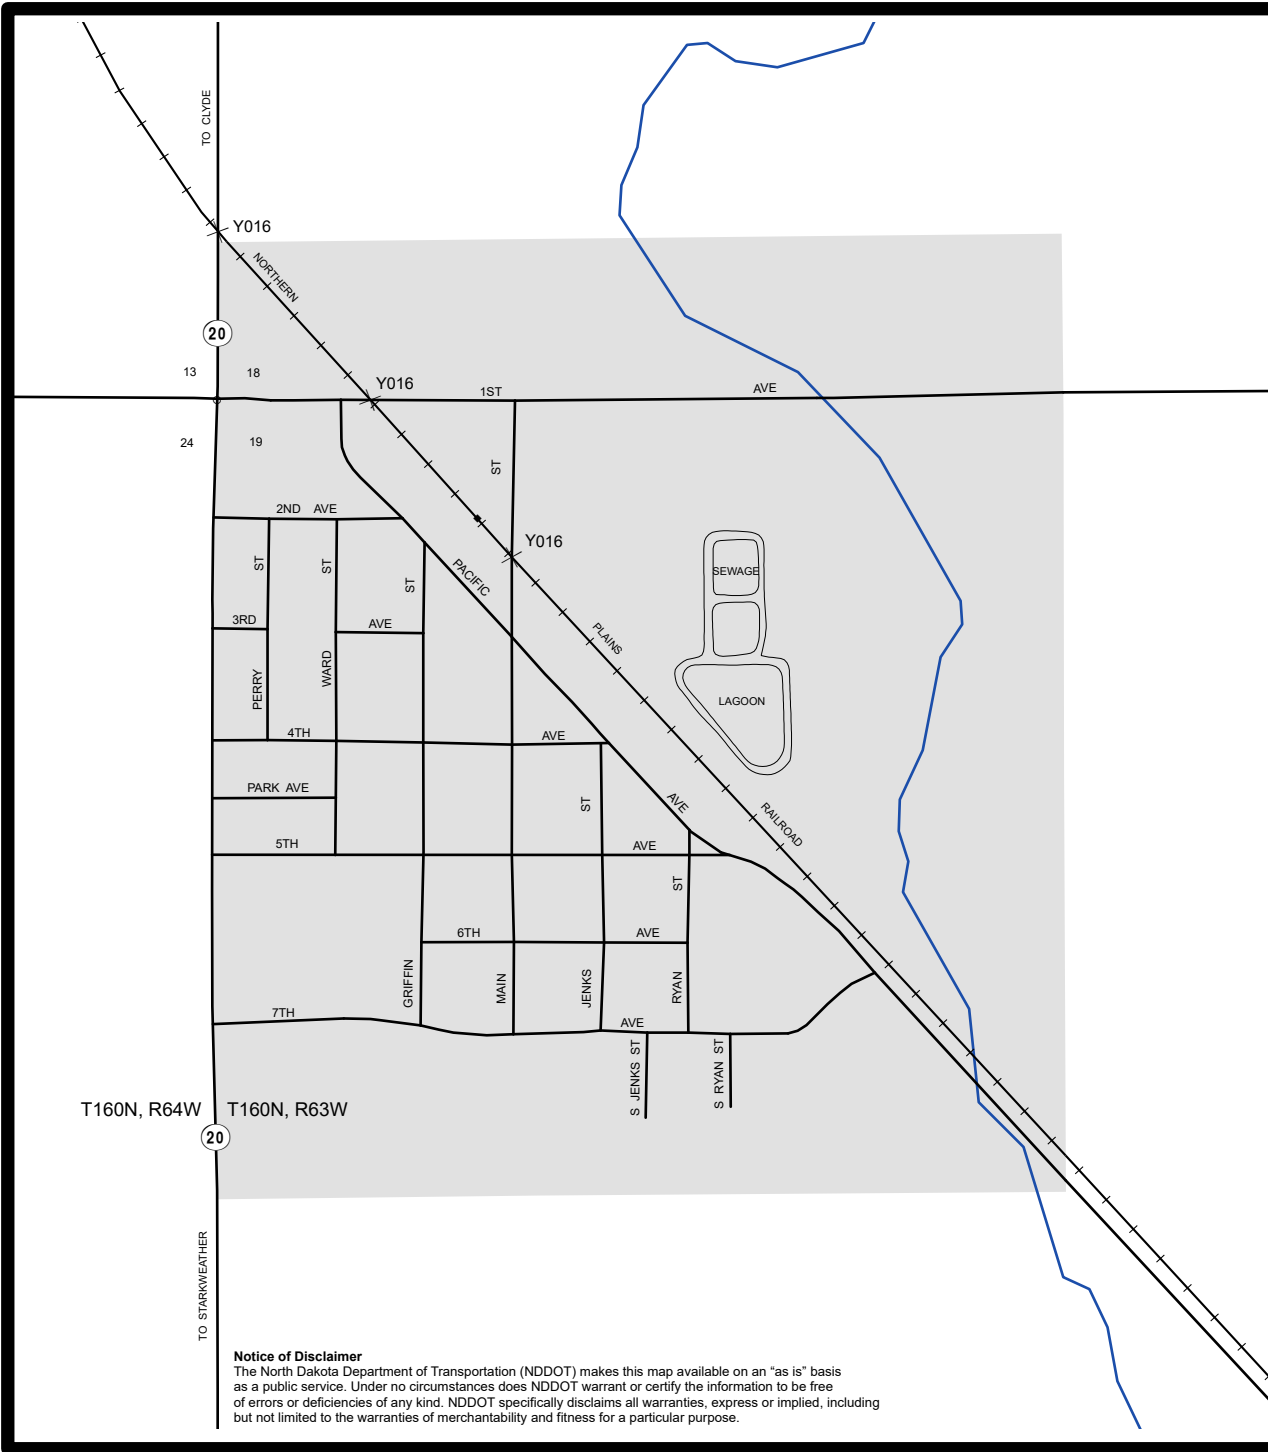 TO CLYDE
Y016
NORTHERN
20
13
18
Y016
1ST
AVE
24
19
ST
2ND AVE
Y016
ST
ST
ST
PACIFIC
SEWAGE
3RD
AVE
PLAINS
PERRY
WARD
LAGOON
4TH
AVE
PARK AVE
ST
AVE
RAILROAD
5TH
AVE
ST
6TH
AVE
GRIFFIN
MAIN
JENKS
RYAN
7TH
AVE
S JENKS ST
S RYAN ST
T160N, R64W
T160N, R63W
20
TO STARKWEATHER
Notice of Disclaimer
The North Dakota Department of Transportation (NDDOT) makes this map available on an “as is” basis
as a public service. Under no circumstances does NDDOT warrant or certify the information to be free
of errors or deficiencies of any kind. NDDOT specifically disclaims all warranties, express or implied, including
but not limited to the warranties of merchantability and fitness for a particular purpose.